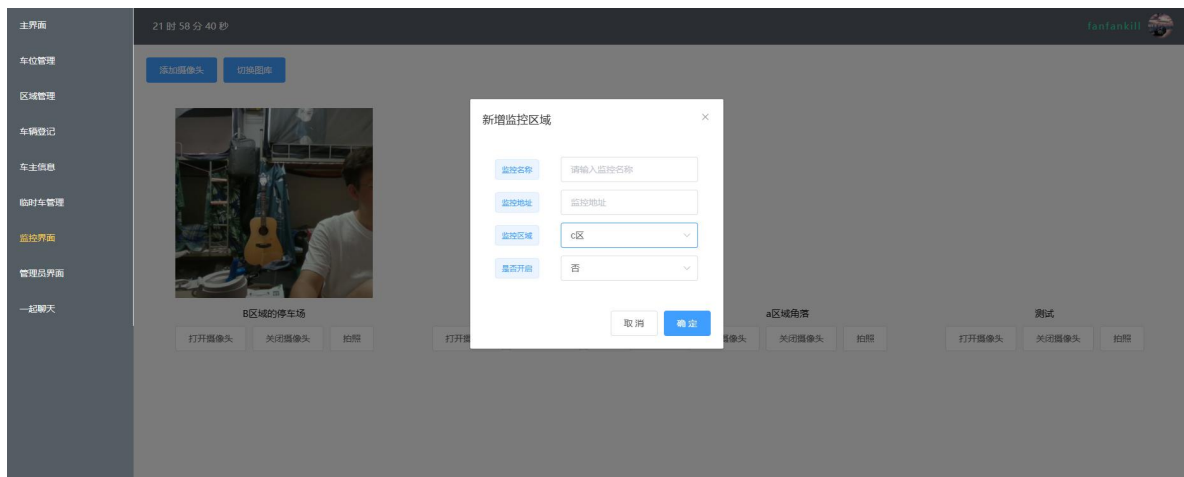 主界面
车位管理
区域管理
车辆登记
车主信息
临时车管理
监控界面
管理员界面
一起聊天
21 时 58 分 40 秒
fanfankill
添加摄像头 切换图库
新增监控区域 ×
监控名称 请输入监控名称
监控地址 监控地址
监控区域 c区
是否开启 否
取消 确定
B区域的停车场 a区域角落 测试
打开摄像头 关闭摄像头 拍照 打开摄 摄像头 关闭摄像头 拍照 打开摄像头 关闭摄像头 拍照